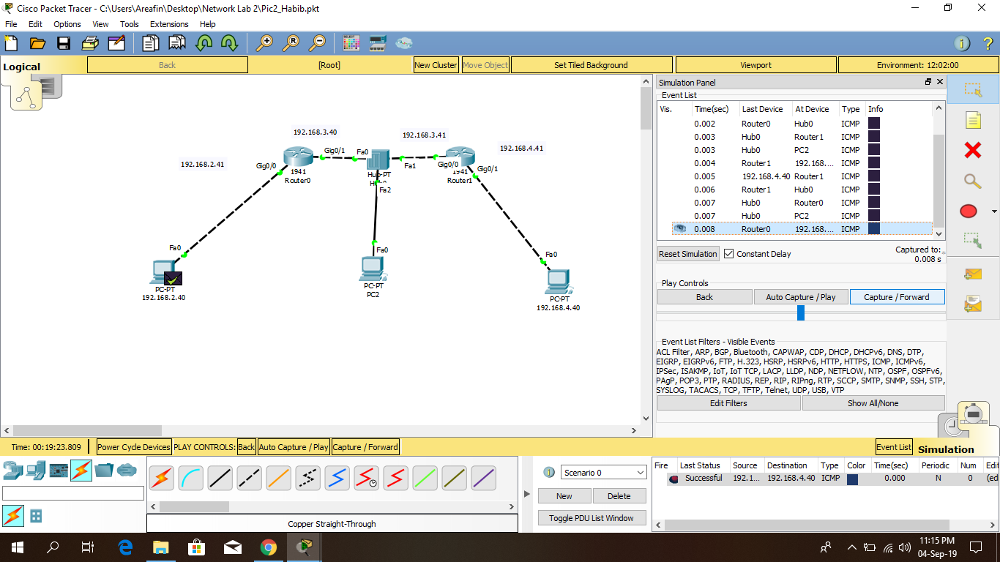 Cisco Packet Tracer - C:\Users\Areafin\Desktop\Network Lab 2\Pic2_Habib.pkt
File Edit Options View Tools Extensions Help
Logical Back [Root] New Cluster Move Object Set Tiled Background Viewport Environment: 12:02:00
192.168.3.40
192.168.3.41
192.168.4.41
192.168.2.41
Gig0/1 Fa0
Gig0/0
1941
Router0
Hub-PT
Fa1
Fa2
Gig0/0
Gig0/1
1941
Router1
Fa0
PC-PT
192.168.2.40
Fa0
PC-PT
PC2
Fa0
PC-PT
192.168.4.40
Simulation Panel
Event List
Vis. Time(sec) Last Device At Device Type Info
0.002 Router0 Hub0 ICMP
0.003 Hub0 Router1 ICMP
0.003 Hub0 PC2 ICMP
0.004 Router1 192.168.... ICMP
0.005 192.168.4.40 Router1 ICMP
0.006 Router1 Hub0 ICMP
0.007 Hub0 Router0 ICMP
0.007 Hub0 PC2 ICMP
0.008 Router0 192.168.... ICMP
Reset Simulation Constant Delay Captured to:
0.008 s
Play Controls
Back Auto Capture / Play Capture / Forward
Event List Filters - Visible Events
ACL Filter, ARP, BGP, Bluetooth, CAPWAP, CDP, DHCP, DHCPv6, DNS, DTP,
EIGRP, EIGRPv6, FTP, H.323, HSRP, HSRPv6, HTTP, HTTPS, ICMP, ICMPv6,
IPSec, ISAKMP, IoT, IoT TCP, LACP, LLDP, NDP, NETFLOW, NTP, OSPF, OSPFv6,
PAgP, POP3, PTP, RADIUS, REP, RIP, RIPng, RTP, SCCP, SMTP, SNMP, SSH, STP,
SYSLOG, TACACS, TCP, TFTP, Telnet, UDP, USB, VTP
Edit Filters Show All/None
Time: 00:19:23.809 Power Cycle Devices PLAY CONTROLS: Back Auto Capture / Play Capture / Forward Event List Simulation
Scenario 0
New Delete
Toggle PDU List Window
Copper Straight-Through
Fire Last Status Source Destination Type Color Time(sec) Periodic Num Edit
Successful 192.1... 192.168.4.40 ICMP 0.000 N 0 (ed
11:15 PM
04-Sep-19